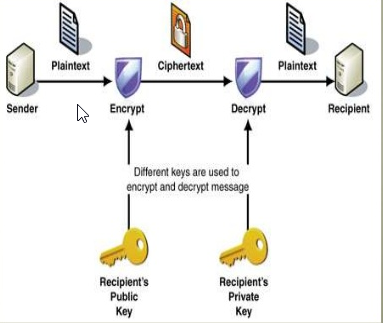 Plaintext
Ciphertext
Plaintext
Sender
Encrypt
Decrypt
Recipient
Different keys are used to
encrypt and decrypt message
Recipient's
Public
Key
Recipient's
Private
Key